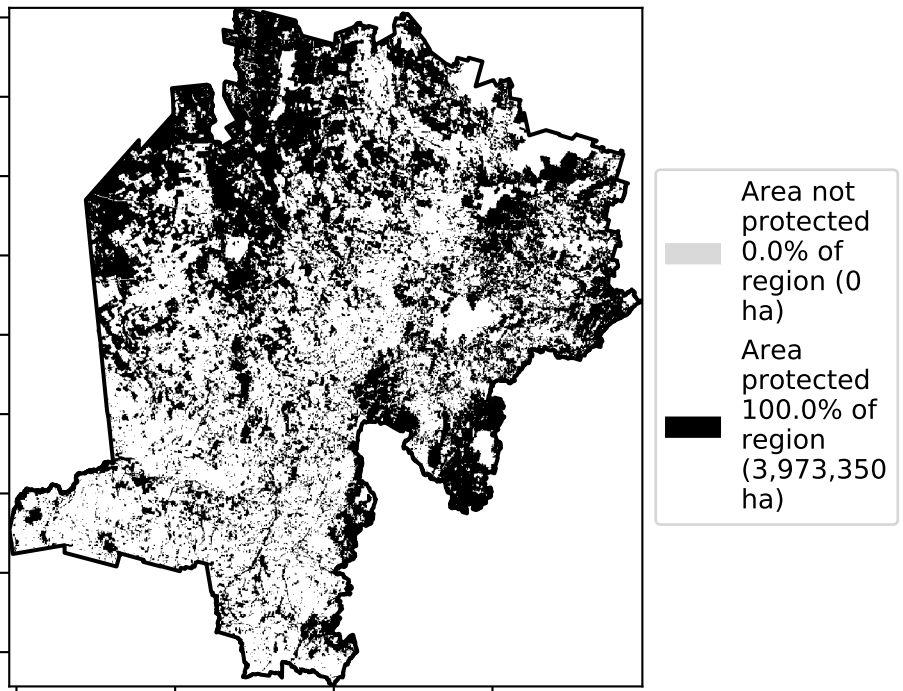 Area not
protected
0.0% of
region (0
ha)
Area
protected
100.0% of
region
(3,973,350
ha)